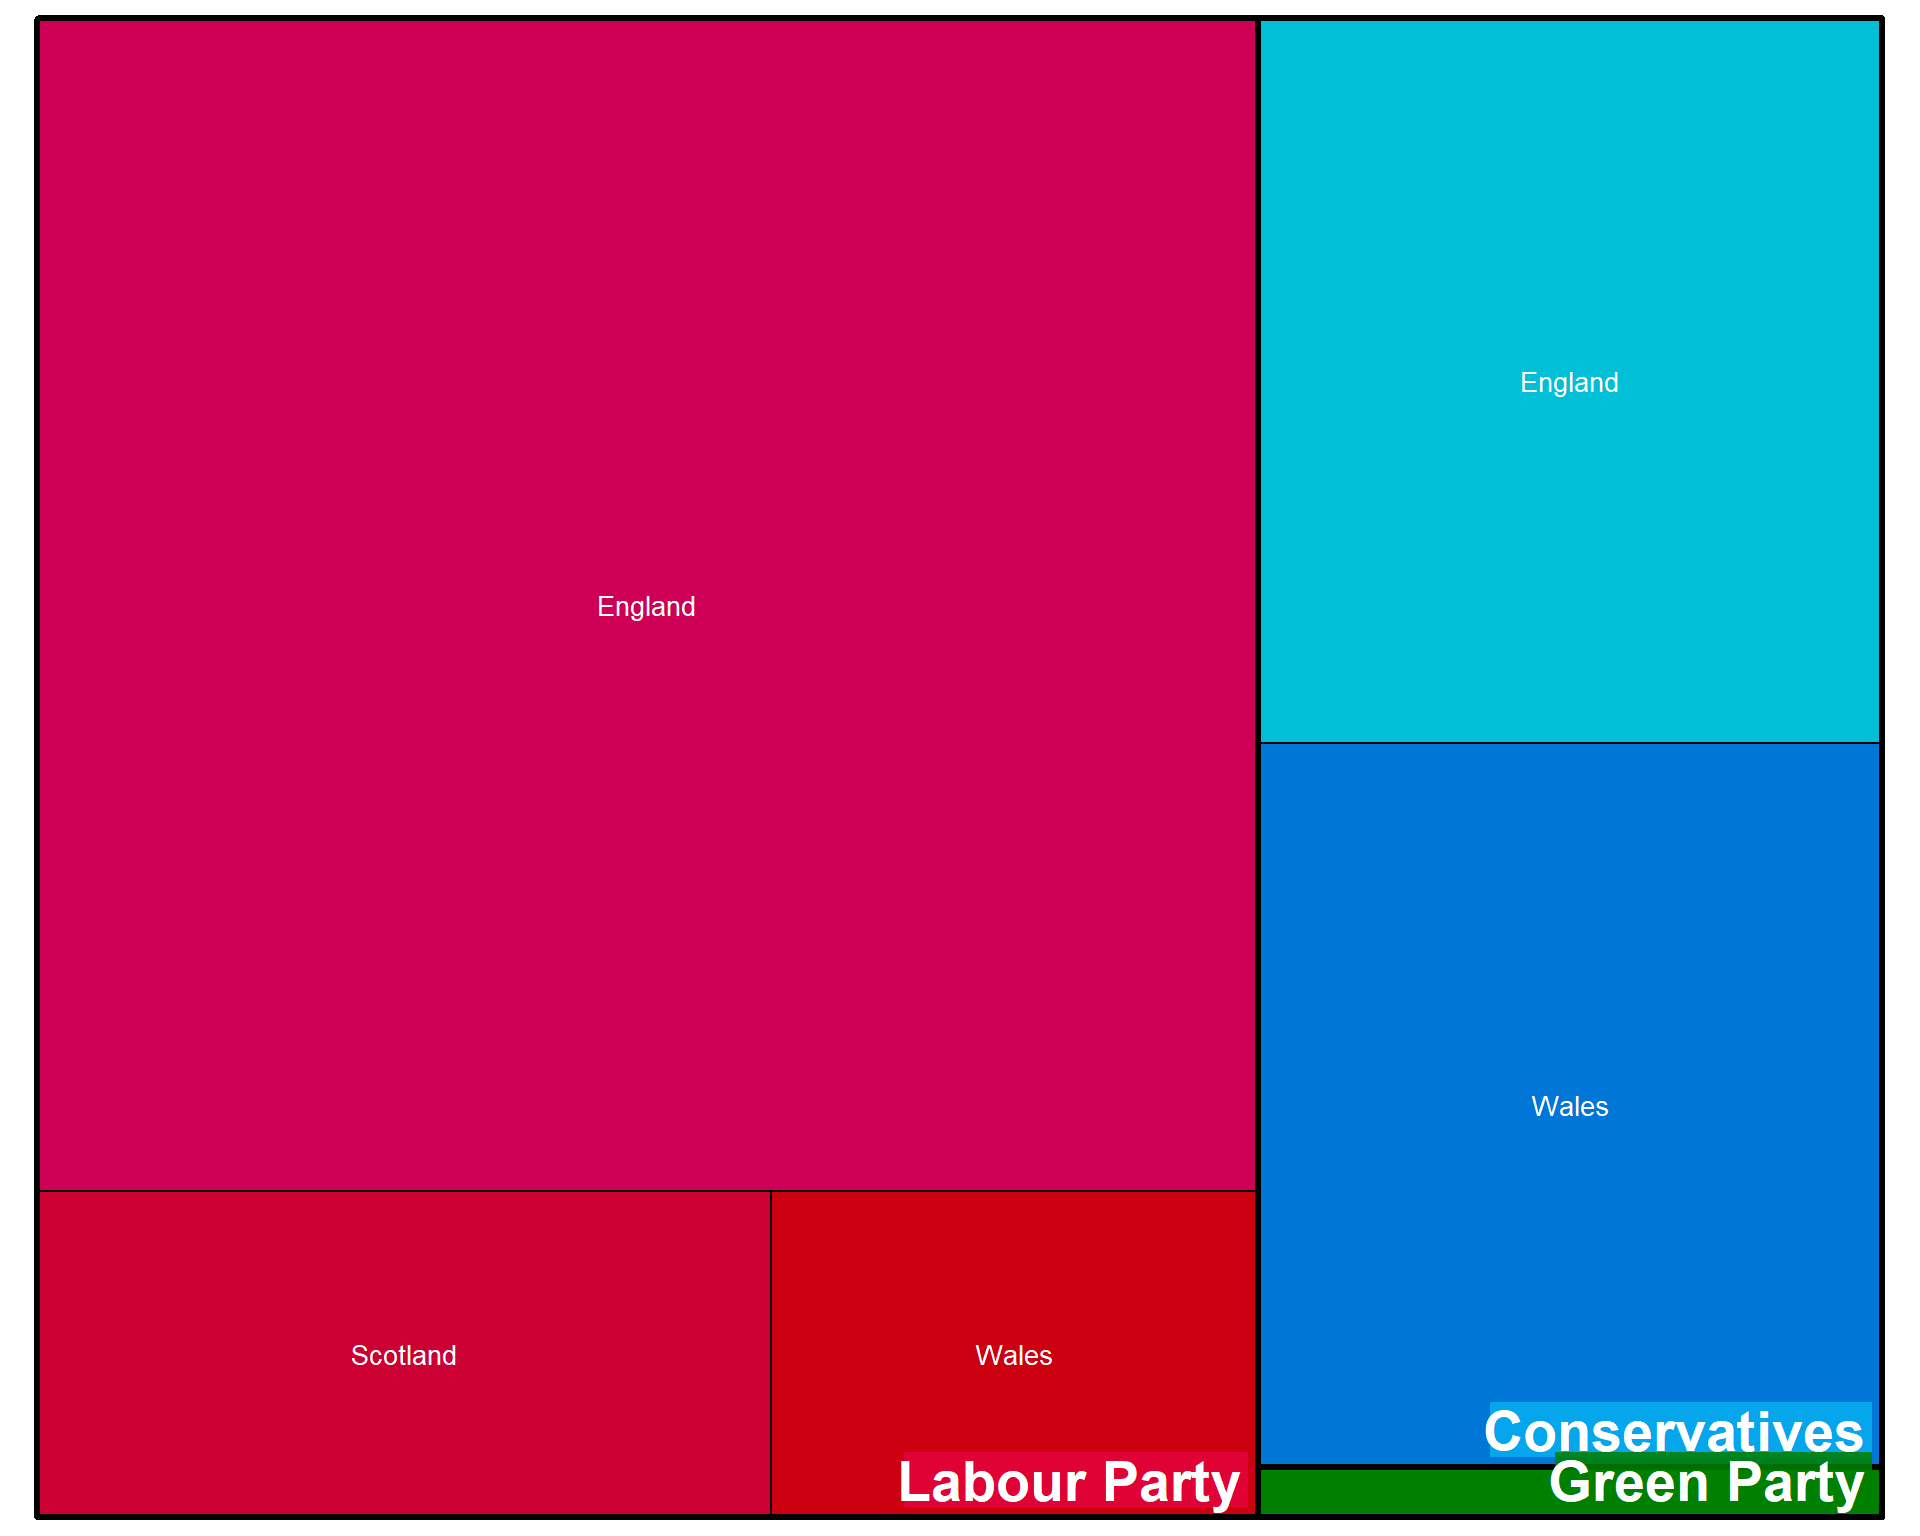 England
England
Wales
Scotland
Wales
Conservatives
Labour Party
Green Party